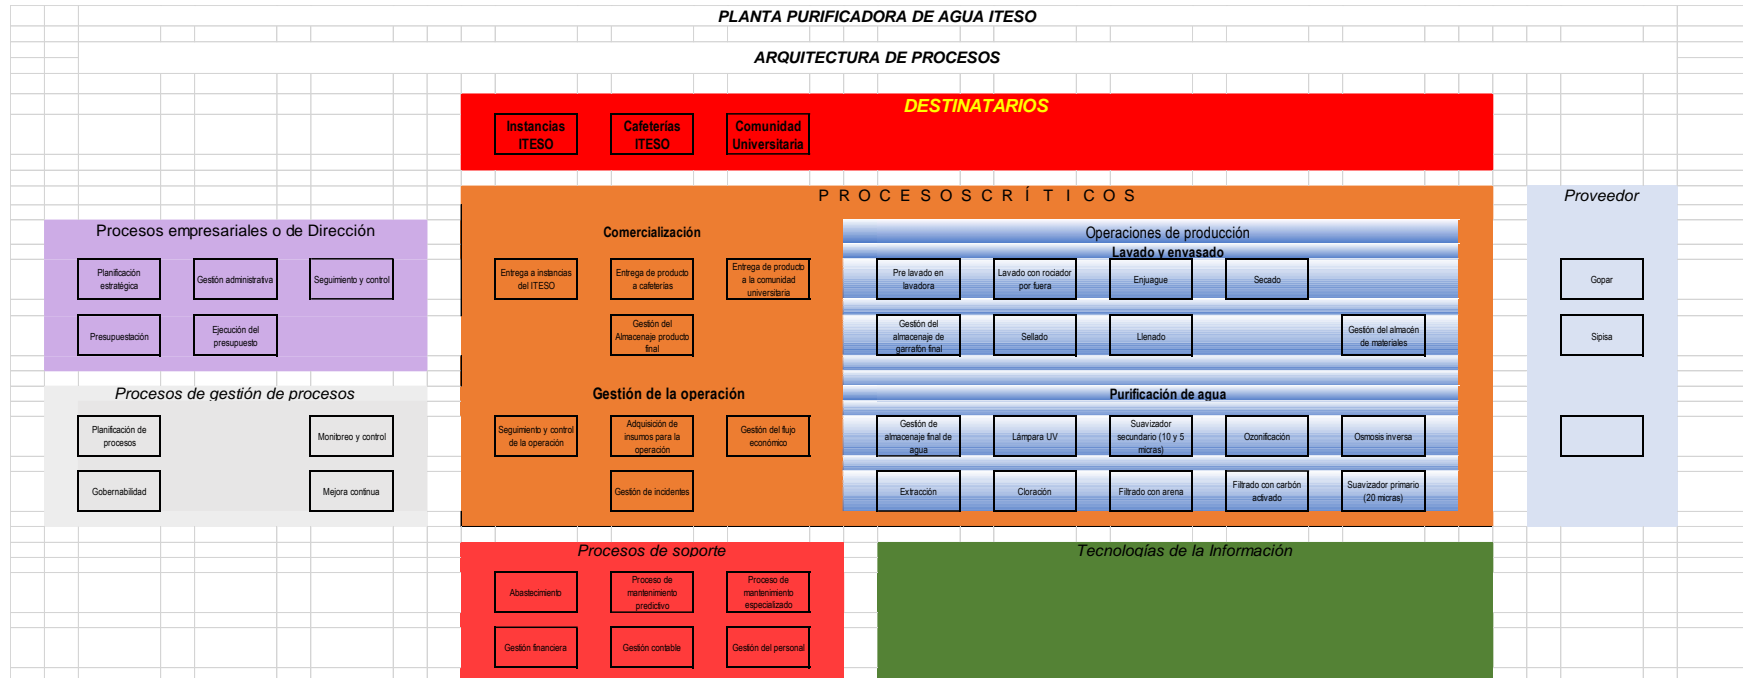 PLANTA PURIFICADORA DE AGUA ITESO
ARQUITECTURA DE PROCESOS
DESTINATARIOS
Instancias
ITESO
Cafeterías
ITESO
Comunidad
Universitaria
P R O C E S O S C R Í T I C O S
Proveedor
Procesos empresariales o de Dirección
Planificación
estratégica
Gestión administrativa
Seguimiento y control
Presupuestación
Ejecución del
presupuesto
Procesos de gestión de procesos
Planificación de
procesos
Monitoreo y control
Gobernabilidad
Mejora continua
Comercialización
Entrega a instancias
del ITESO
Entrega de producto
a cafeterías
Entrega de producto
a la comunidad
universitaria
Gestión del
Almacenaje producto
final
Gestión de la operación
Seguimiento y control
de la operación
Adquisición de
insumos para la
operación
Gestión del flujo
económico
Gestión de incidentes
Operaciones de producción
Lavado y envasado
Pre lavado en
lavadora
Lavado con rociador
por fuera
Enjuague
Secado
Gestión del
almacenaje de
garrafón final
Sellado
Llenado
Gestión del almacén
de materiales
Purificación de agua
Gestión de
almacenaje final de
agua
Lámpara UV
Suavizador
secundario (10 y 5
micras)
Ozonificación
Osmosis inversa
Extracción
Cloración
Filtrado con arena
Filtrado con carbón
activado
Suavizador primario
(20 micras)
Gopar
Sipisa
Procesos de soporte
Abastecimiento
Proceso de
mantenimiento
predictivo
Proceso de
mantenimiento
especializado
Gestión financiera
Gestión contable
Gestión del personal
Tecnologías de la Información